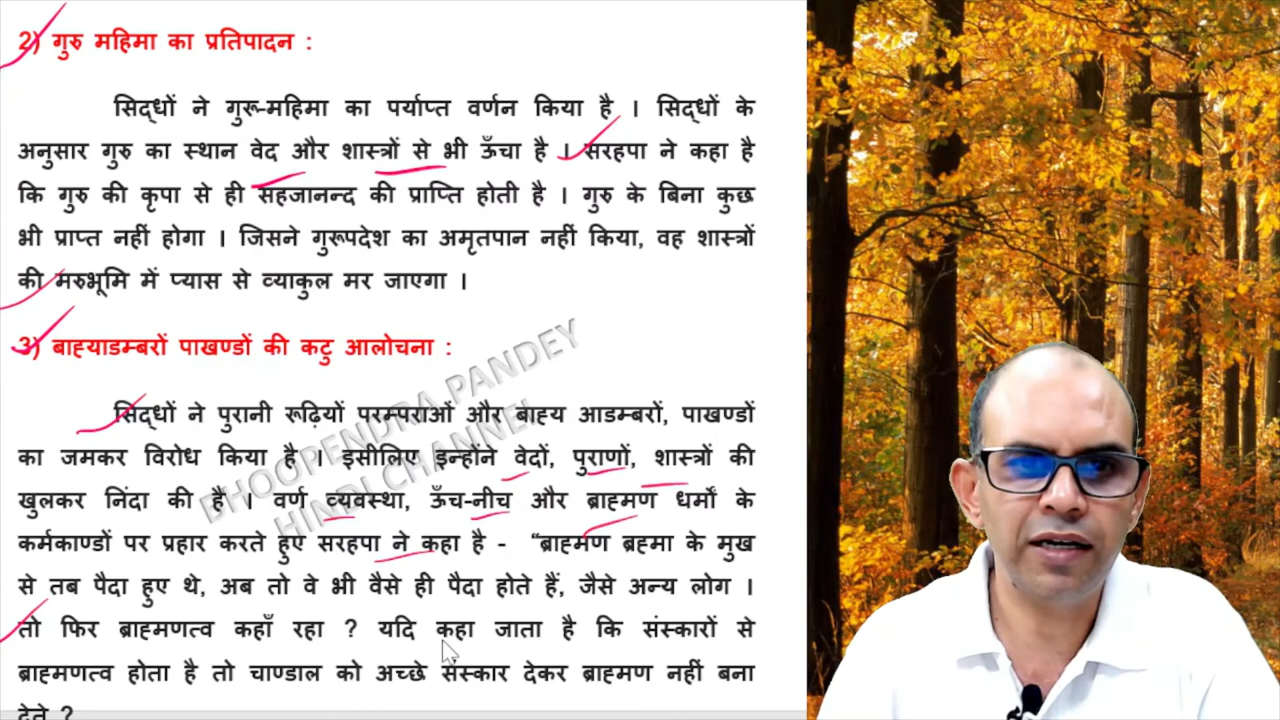 2) गुरु महिमा का प्रतिपादन :
सिद्धों ने गुरू-महिमा का पर्याप्त वर्णन किया है । सिद्धों के
अनुसार गुरु का स्थान वेद और शास्त्रों से भी ऊँचा है । सरहपा ने कहा है
कि गुरु की कृपा से ही सहजानन्द की प्राप्ति होती है । गुरु के बिना कुछ
भी प्राप्त नहीं होगा । जिसने गुरूपदेश का अमृतपान नहीं किया, वह शास्त्रों
की मरुभूमि में प्यास से व्याकुल मर जाएगा ।
3) बाह्याडम्बरों पाखण्डों की कटु आलोचना :
सिद्धों ने पुरानी रूढ़ियों परम्पराओं और बाह्य आडम्बरों, पाखण्डों
का जमकर विरोध किया है । इसीलिए इन्होंने वेदों, पुराणों, शास्त्रों की
खुलकर निंदा की है । वर्ण व्यवस्था, ऊँच-नीच और ब्राह्मण धर्मों के
कर्मकाण्डों पर प्रहार करते हुए सरहपा ने कहा है - “ब्राह्मण ब्रह्मा के मुख
से तब पैदा हुए थे, अब तो वे भी वैसे ही पैदा होते हैं, जैसे अन्य लोग ।
तो फिर ब्राह्मणत्व कहाँ रहा ? यदि कहा जाता है कि संस्कारों से
ब्राह्मणत्व होता है तो चाण्डाल को अच्छे संस्कार देकर ब्राह्मण नहीं बना
देते ?
BHOOPENDRA PANDEY
HINDI CHANNEL